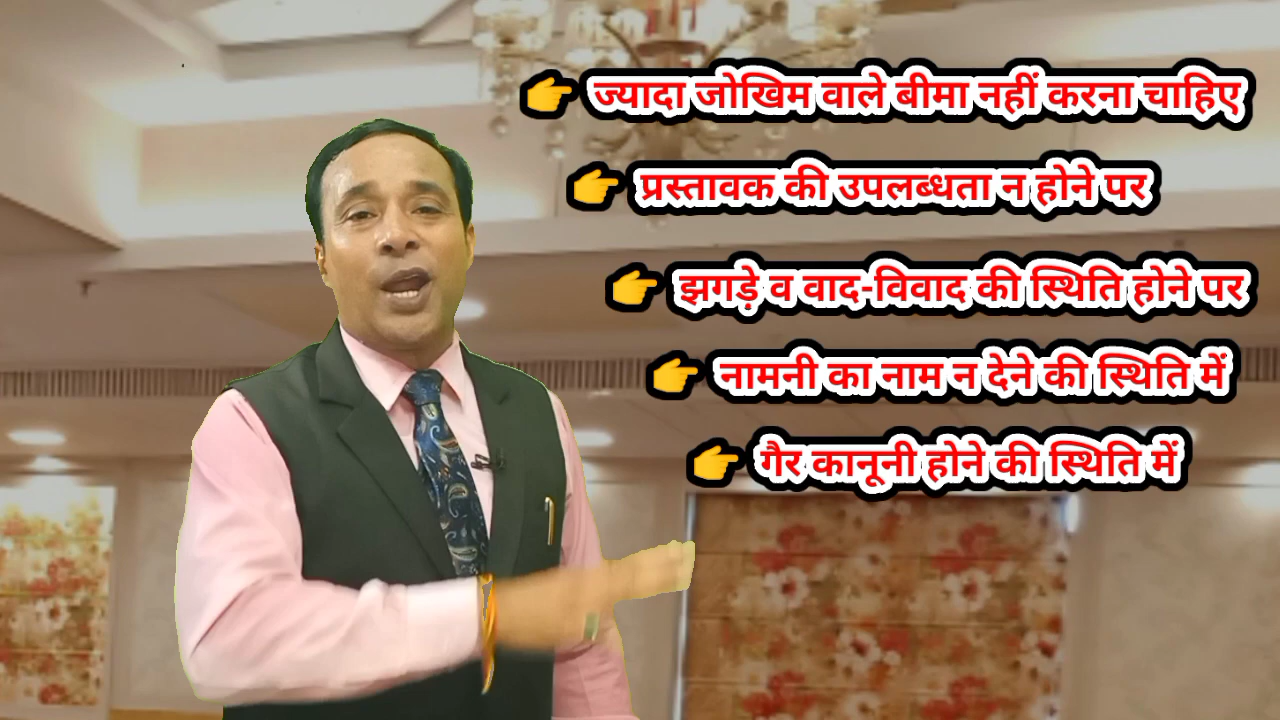 👉 ज्यादा जोखिम वाले बीमा नहीं करना चाहिए
👉 प्रस्तावक की उपलब्धता न होने पर
👉 झगड़े व वाद-विवाद की स्थिति होने पर
👉 नामनी का नाम न देने की स्थिति में
👉 गैर कानूनी होने की स्थिति में